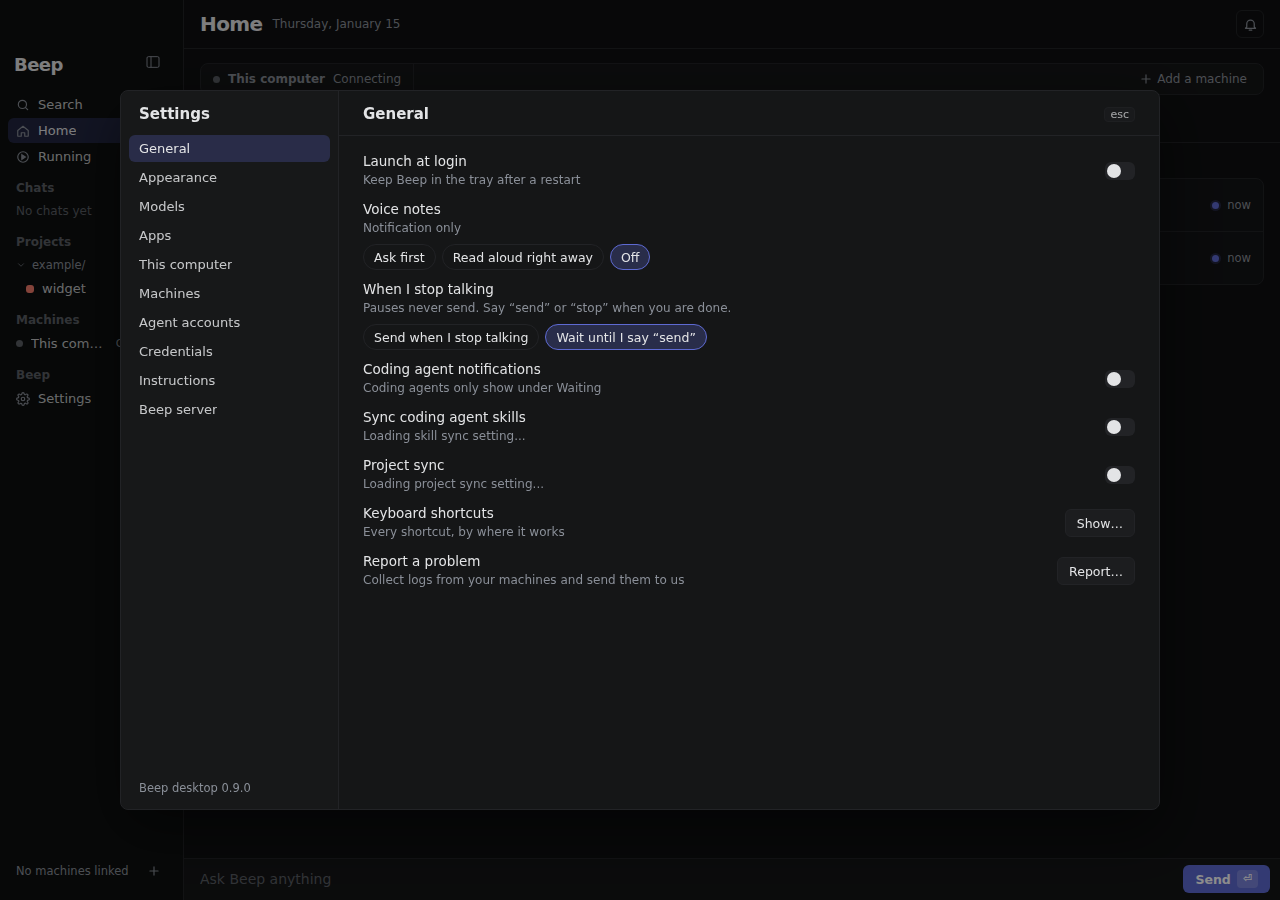 Home Thursday, January 15
Beep
This computer Connecting
Add a machine
Search
Home
Running
Chats
No chats yet
Projects
example/
widget
Machines
This com...
Beep
Settings
No machines linked
Settings
General
Appearance
Models
Apps
This computer
Machines
Agent accounts
Credentials
Instructions
Beep server
Beep desktop 0.9.0
General
esc
Launch at login
Keep Beep in the tray after a restart
Voice notes
Notification only
Ask first Read aloud right away Off
When I stop talking
Pauses never send. Say “send” or “stop” when you are done.
Send when I stop talking Wait until I say “send”
Coding agent notifications
Coding agents only show under Waiting
Sync coding agent skills
Loading skill sync setting...
Project sync
Loading project sync setting...
Keyboard shortcuts
Every shortcut, by where it works
Show...
Report a problem
Collect logs from your machines and send them to us
Report...
now
now
Ask Beep anything
Send ⏎